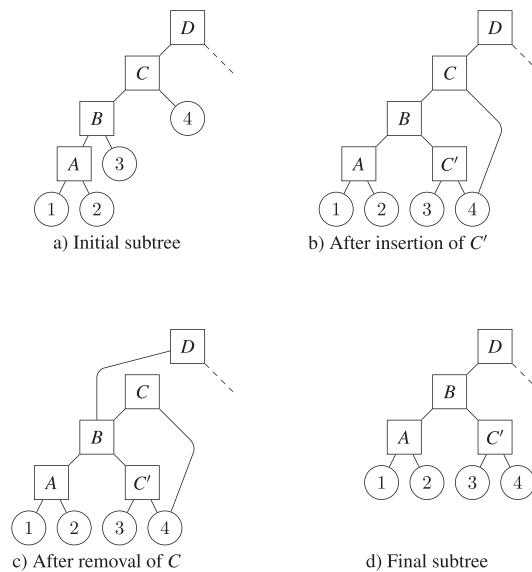 D
D
C
C
B
4
B
A
3
A
C′
1 2
1 2 3 4
a) Initial subtree
b) After insertion of C′
D
D
C
B
B
A
C′
A
C′
1 2 3 4
1 2 3 4
c) After removal of C
d) Final subtree